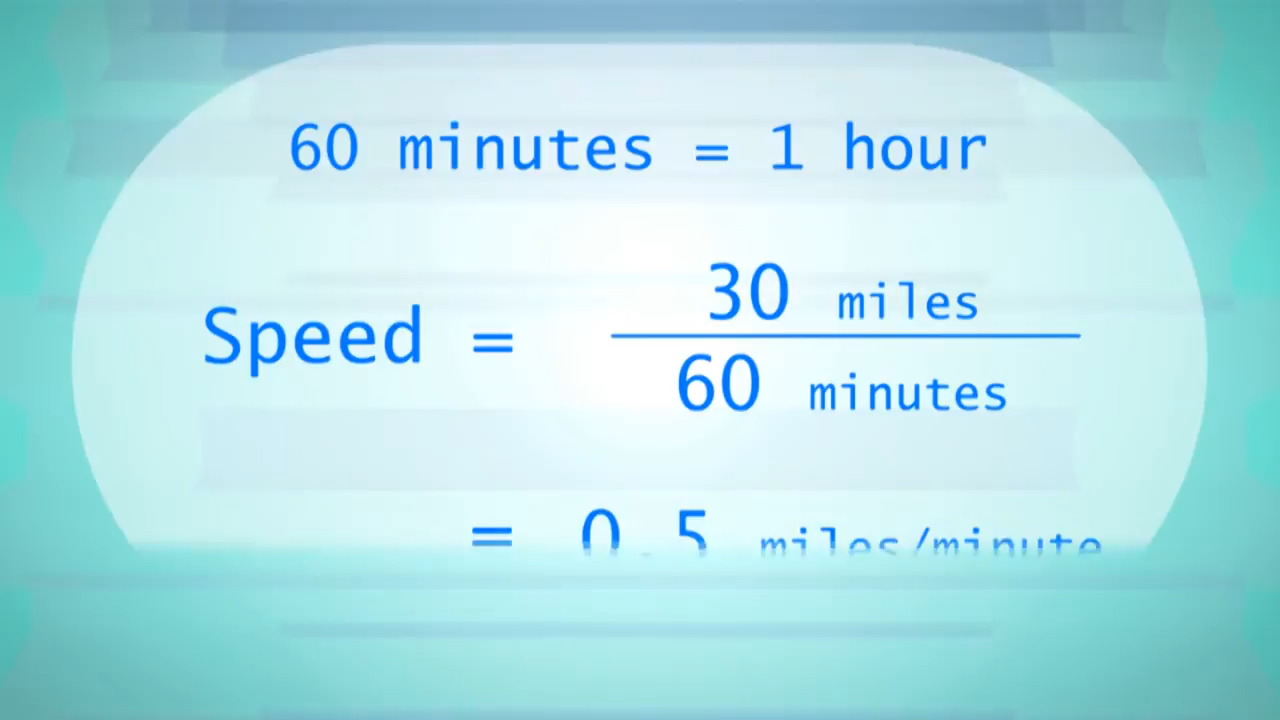 60 minutes = 1 hour
Speed = 30 miles
60 minutes
= 0.5 miles/minute